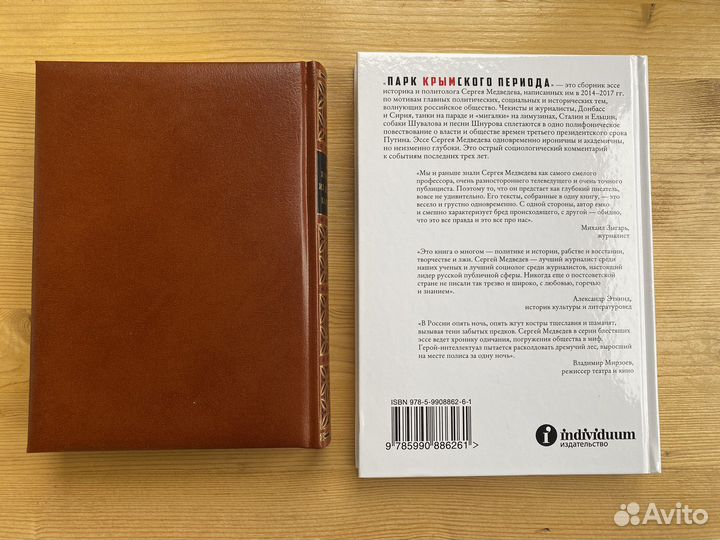 «ПАРК КРЫМСКОГО ПЕРИОДА» — это сборник эссе
историка и политолога Сергея Медведева, написанных им в 2014–2017 гг.
по мотивам главных политических, социальных и исторических тем,
волнующих российское общество. Чекисты и журналисты, Донбасс
и Сирия, танки на параде и «мигалки» на лимузинах, Сталин и Ельцин,
собаки Шувалова и песни Шнурова сплетаются в одно полифоническое
повествование о власти и обществе времен третьего президентского срока
Путина. Эссе Сергея Медведева одновременно ироничны и академичны,
но неизменно глубоки. Это острый социологический комментарий
к событиям последних трех лет.
«Мы и раньше знали Сергея Медведева как самого смелого
профессора, очень разностороннего телеведущего и очень точного
публициста. Поэтому то, что он предстает как глубокий писатель,
вовсе не удивительно. Его тексты, собранные в одну книгу, — это
весело и грустно одновременно. С одной стороны, автор емко
и смешно характеризует бред происходящего, с другой — обидно,
что это все правда и это все про нас».
Михаил Зыгарь,
журналист
«Это книга о многом — политике и истории, рабстве и восстании,
творчестве и лжи. Сергей Медведев — лучший журналист среди
наших ученых и лучший социолог среди журналистов, настоящий
лидер русской публичной сферы. Никогда еще о постсоветской
стране не писали так трезво и широко, с любовью, горечью
и знанием».
Александр Эткинд,
историк культуры и литературовед
«В России опять ночь, опять жгут костры тщеславия и шаманят,
вызывая тени забытых предков. Сергей Медведев в серии блестящих
эссе ведет хронику одичания, погружения общества в миф.
Герой-интеллектуал пытается расколдовать дремучий лес, выросший
на месте полиса за одну ночь».
Владимир Мирзоев,
режиссер театра и кино
ISBN 978-5-9908862-6-1
9 785990 886261>
i individuum
издательство
Avito